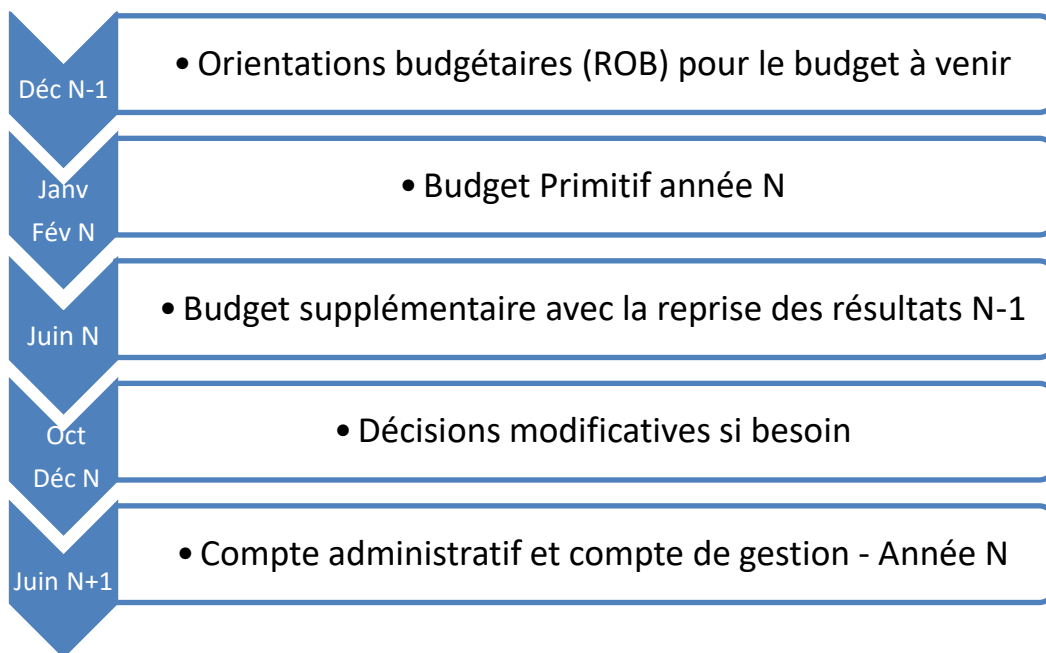 Déc N-1
• Orientations budgétaires (ROB) pour le budget à venir
Janv
Fév N
• Budget Primitif année N
Juin N
• Budget supplémentaire avec la reprise des résultats N-1
Oct
Déc N
• Décisions modificatives si besoin
Juin N+1
• Compte administratif et compte de gestion - Année N